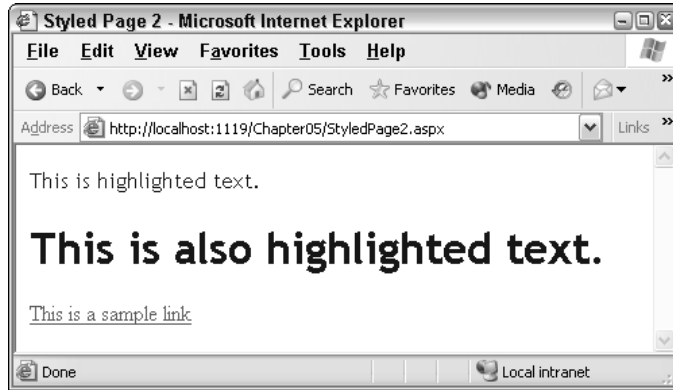 Styled Page 2 - Microsoft Internet Explorer
File Edit View Favorites Tools Help
Back Search Favorites Media »
Address http://localhost:1119/Chapter05/StyledPage2.aspx Links »
This is highlighted text.
This is also highlighted text.
This is a sample link
Done Local intranet